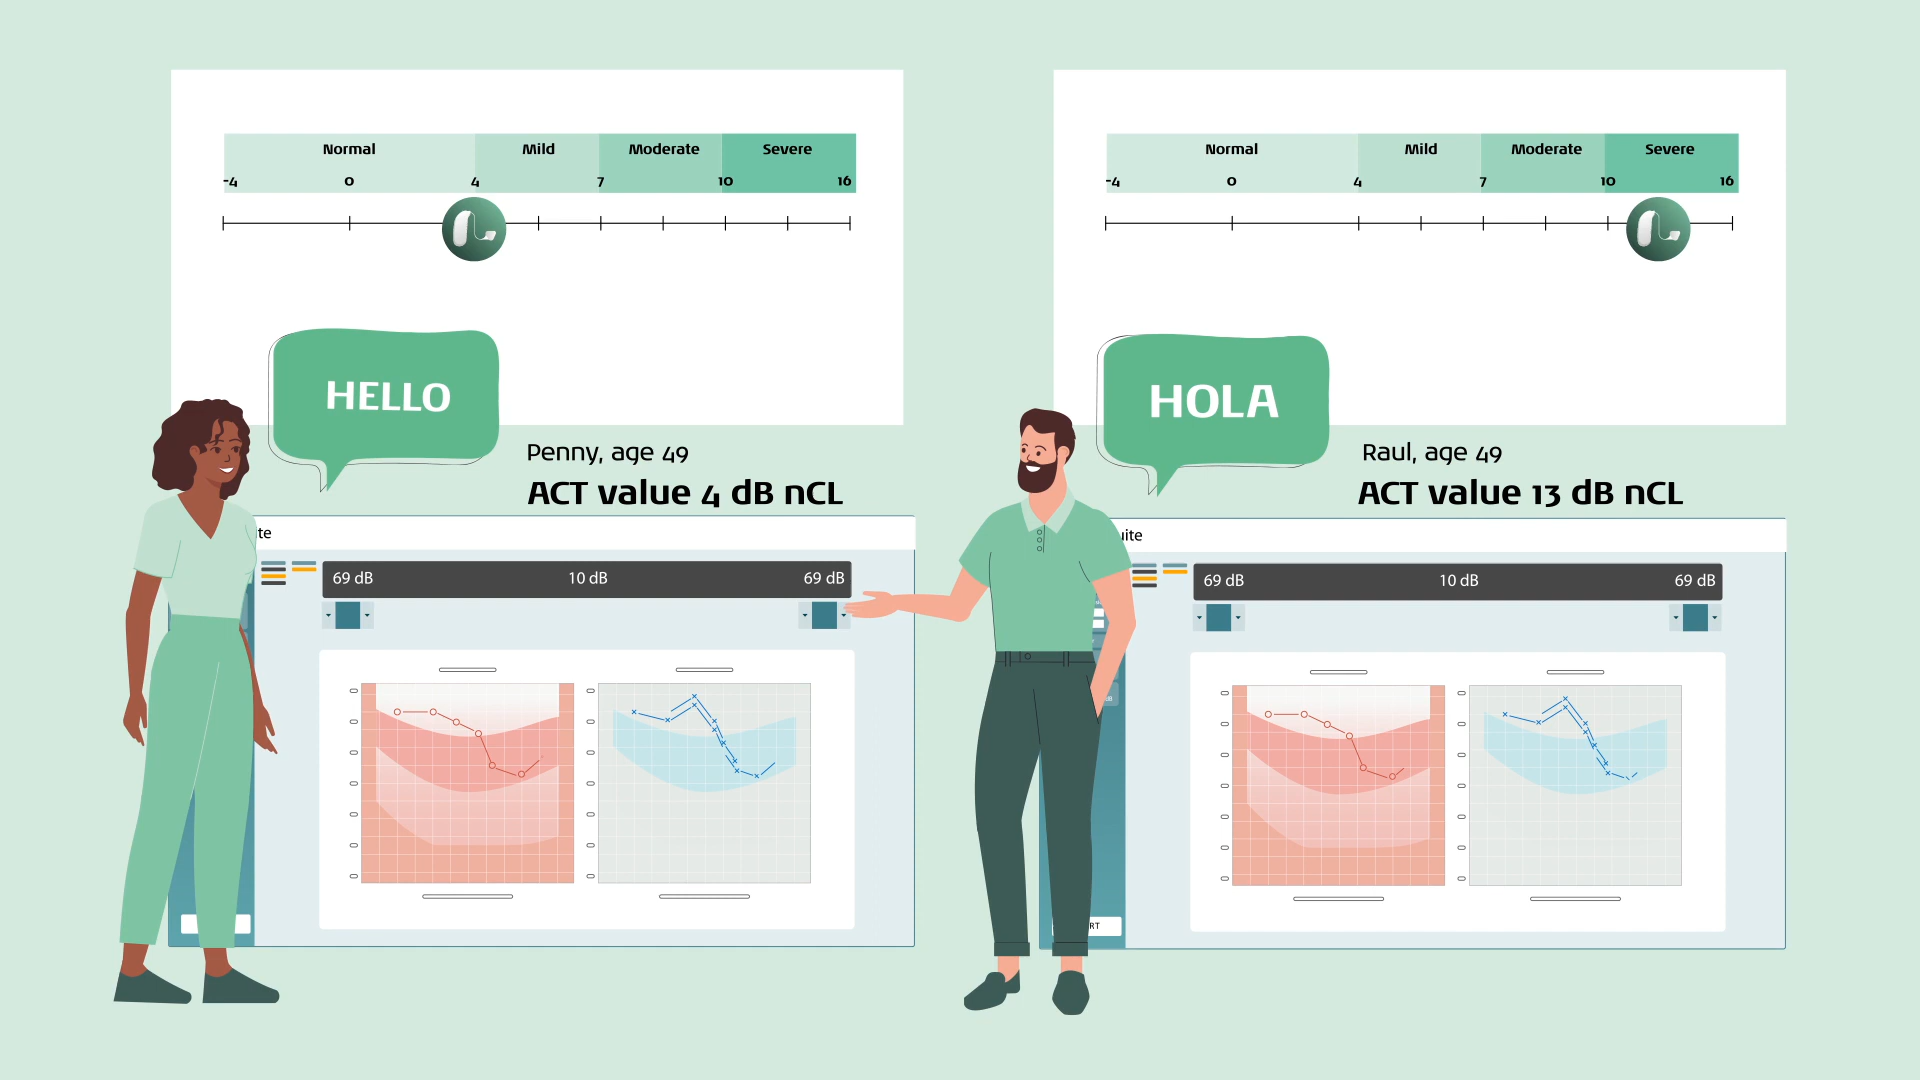 Normal Mild Moderate Severe
-4 0 4 7 10 16
HELLO
Penny, age 49
ACT value 4 dB nCL
ite
69 dB 10 dB 69 dB
Normal Mild Moderate Severe
-4 0 4 7 10 16
HOLA
Raul, age 49
ACT value 13 dB nCL
uite
69 dB 10 dB 69 dB
RT